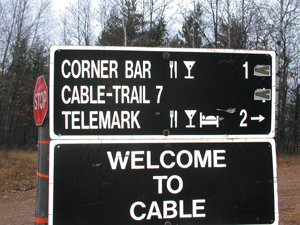 STOP
CORNER BAR 1
CABLE-TRAIL 7
TELEMARK 2 →
WELCOME
TO
CABLE